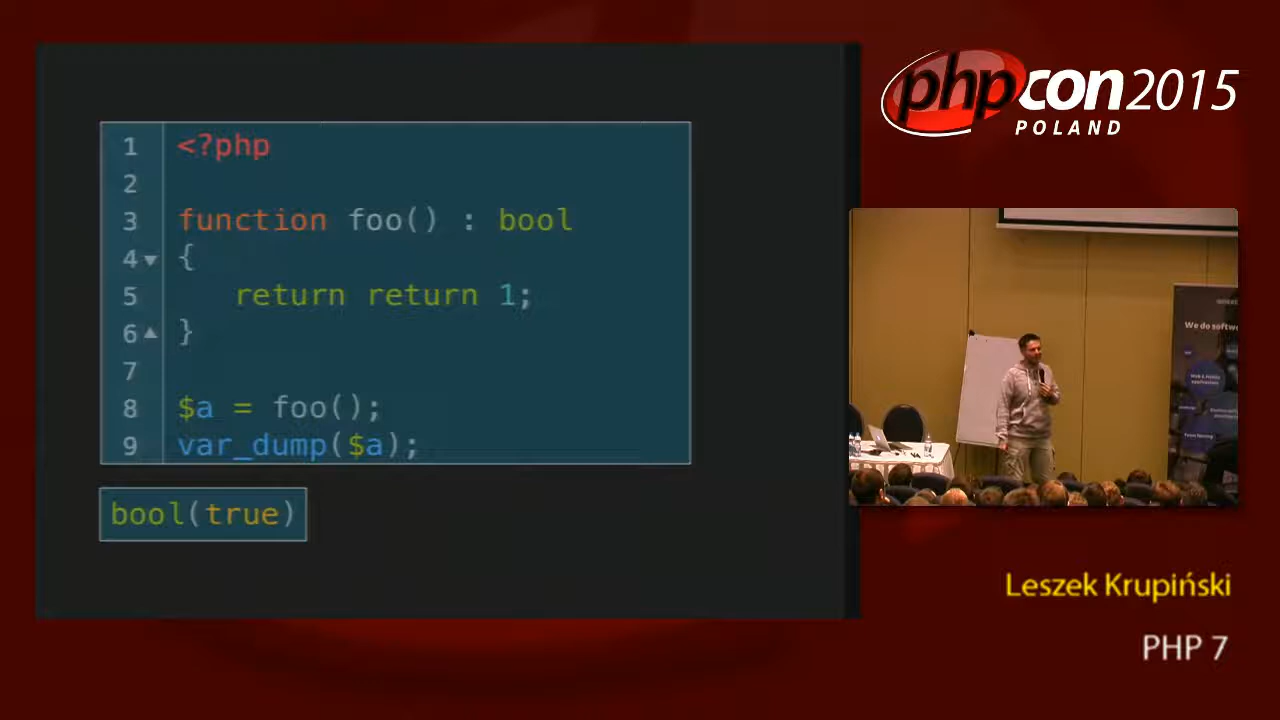 1 <?php
2
3 function foo() : bool
4 {
5 return return 1;
6 }
7
8 $a = foo();
9 var_dump($a);
bool(true)
phpcon2015
POLAND
We do softw
Leszek Krupiński
PHP 7